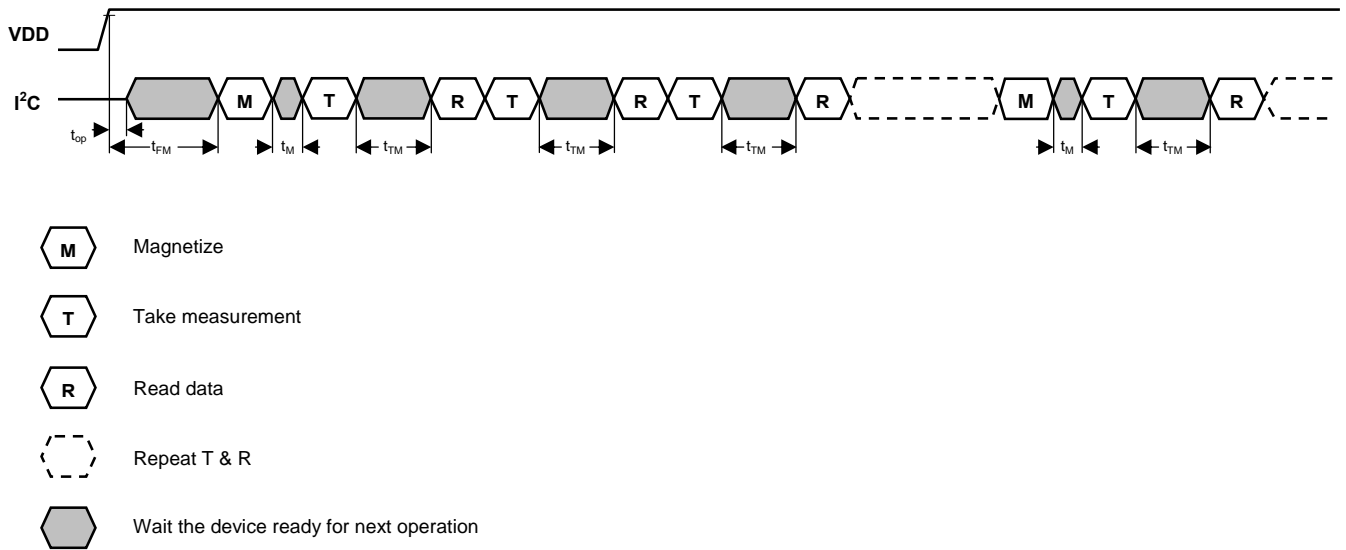 VDD
I²C M T R T R T R M T R
t_op t_FM t_M t_TM t_TM t_TM t_M t_TM
M Magnetize
T Take measurement
R Read data
Repeat T & R
Wait the device ready for next operation